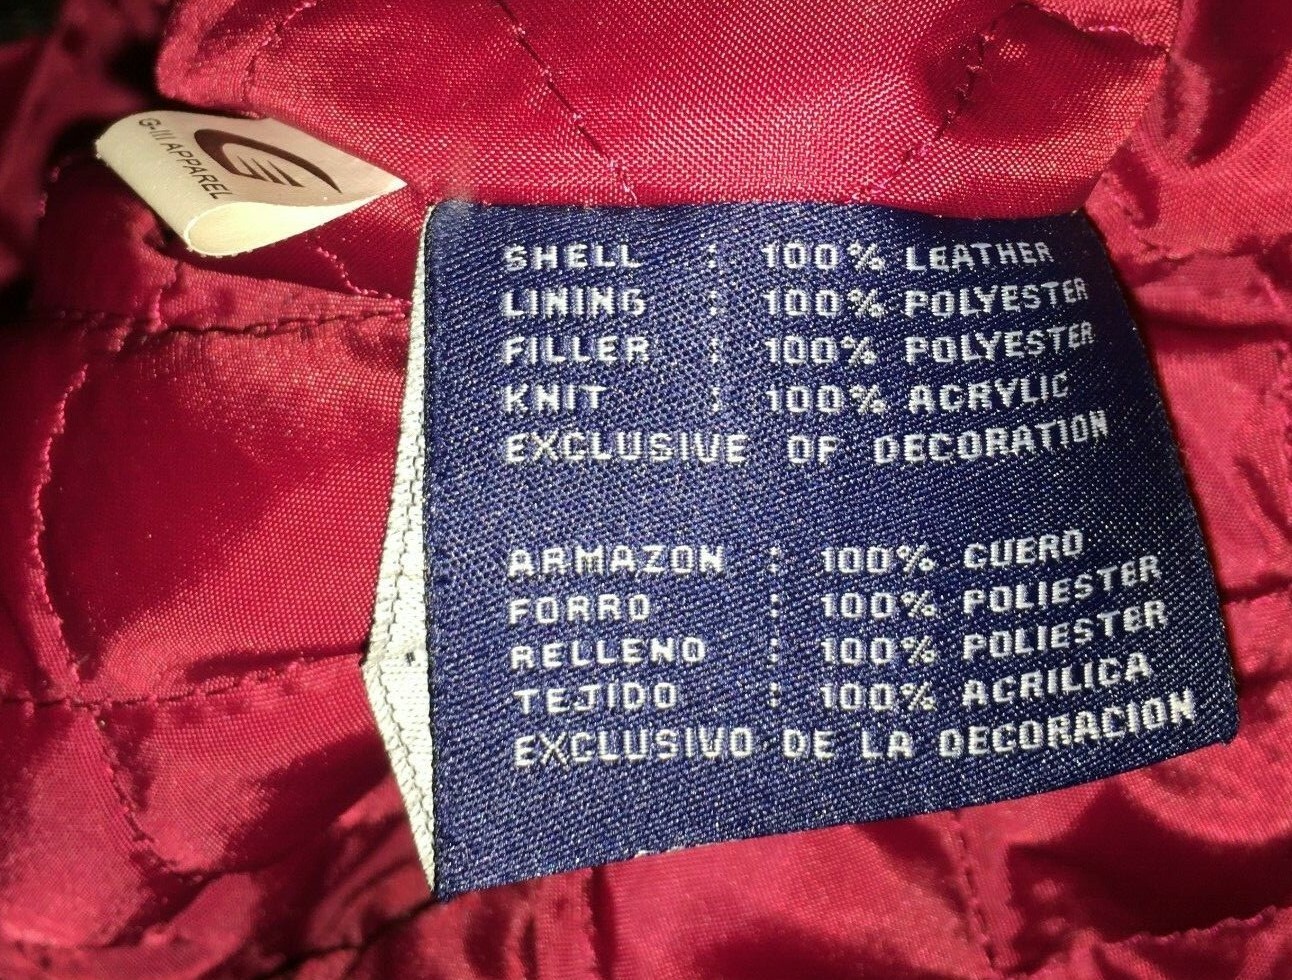 G-III APPAREL
SHELL : 100% LEATHER
LINING : 100% POLYESTER
FILLER : 100% POLYESTER
KNIT : 100% ACRYLIC
EXCLUSIVE OF DECORATION
ARMAZON : 100% CUERO
FORRO : 100% POLIESTER
RELLENO : 100% POLIESTER
TEJIDO : 100% ACRILICA
EXCLUSIVO DE LA DECORACION